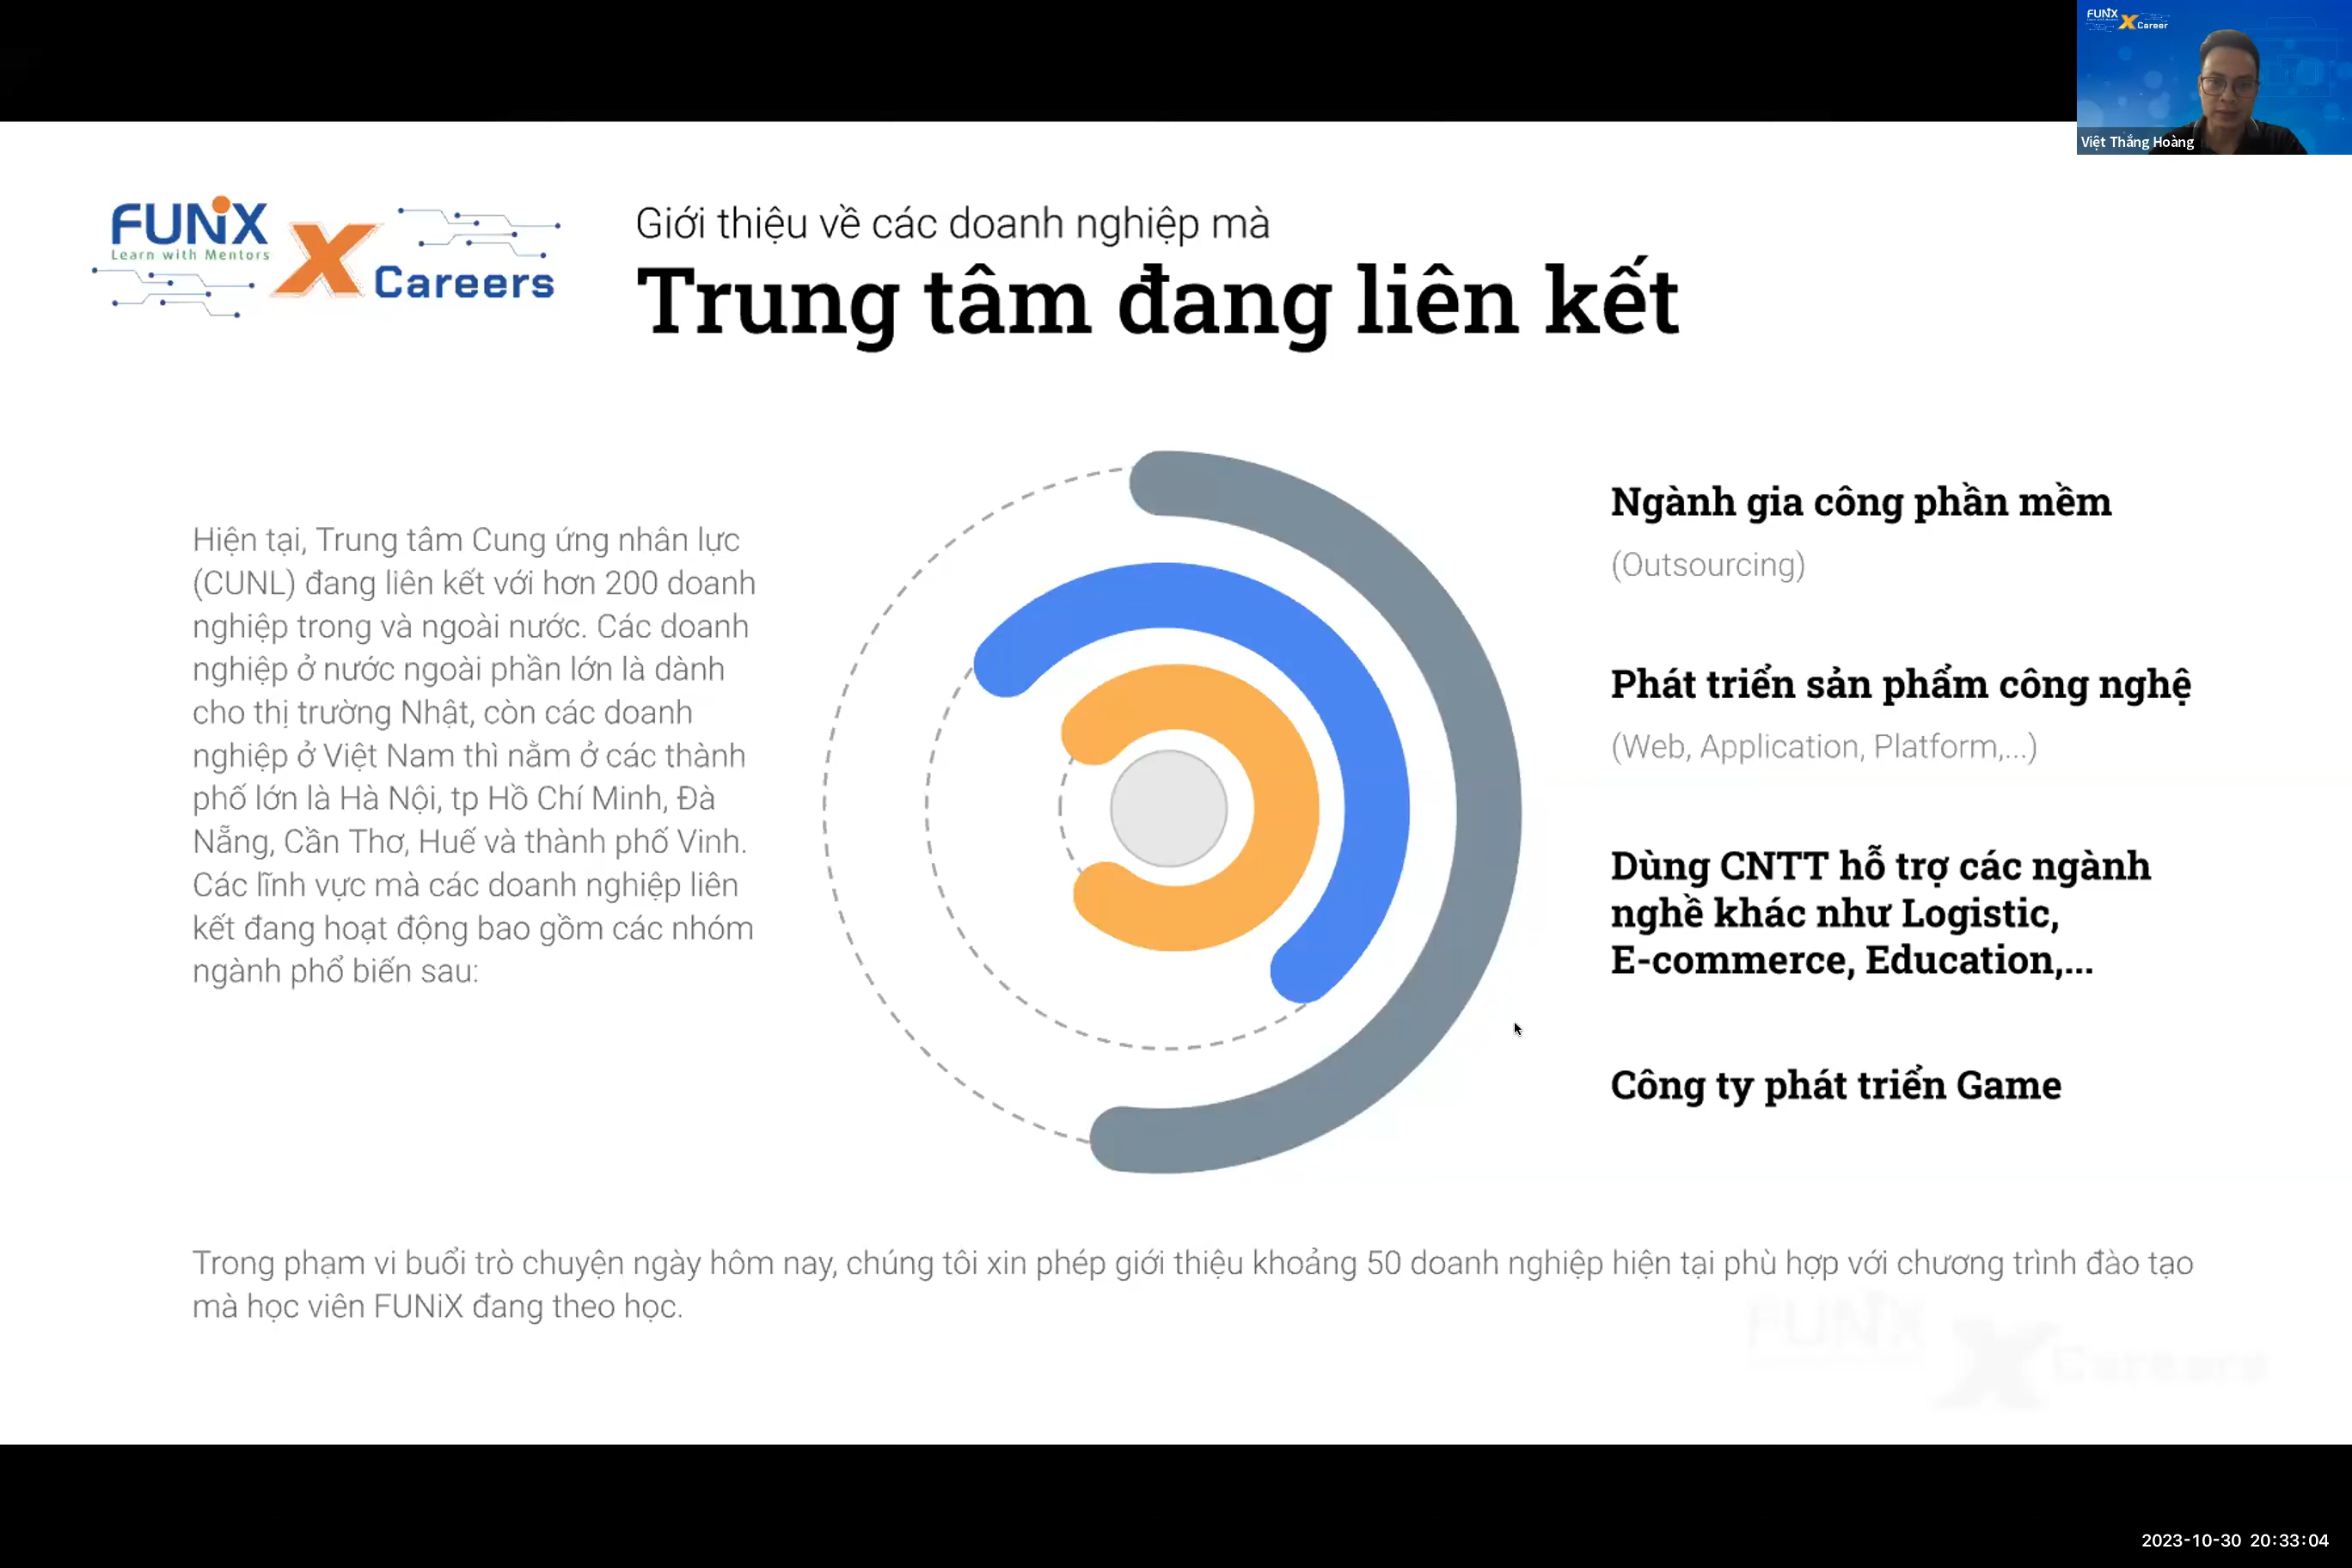 FUNiX
X Career
Việt Thắng Hoàng
FUNiX
Learn with Mentors
X Careers
Giới thiệu về các doanh nghiệp mà
Trung tâm đang liên kết
Hiện tại, Trung tâm Cung ứng nhân lực
(CUNL) đang liên kết với hơn 200 doanh
nghiệp trong và ngoài nước. Các doanh
nghiệp ở nước ngoài phần lớn là dành
cho thị trường Nhật, còn các doanh
nghiệp ở Việt Nam thì nằm ở các thành
phố lớn là Hà Nội, tp Hồ Chí Minh, Đà
Nẵng, Cần Thơ, Huế và thành phố Vinh.
Các lĩnh vực mà các doanh nghiệp liên
kết đang hoạt động bao gồm các nhóm
ngành phổ biến sau:
Ngành gia công phần mềm
(Outsourcing)
Phát triển sản phẩm công nghệ
(Web, Application, Platform,...)
Dùng CNTT hỗ trợ các ngành
nghề khác như Logistic,
E-commerce, Education,...
Công ty phát triển Game
Trong phạm vi buổi trò chuyện ngày hôm nay, chúng tôi xin phép giới thiệu khoảng 50 doanh nghiệp hiện tại phù hợp với chương trình đào tạo
mà học viên FUNiX đang theo học.
FUNiX
X Careers
2023-10-30 20:33:04